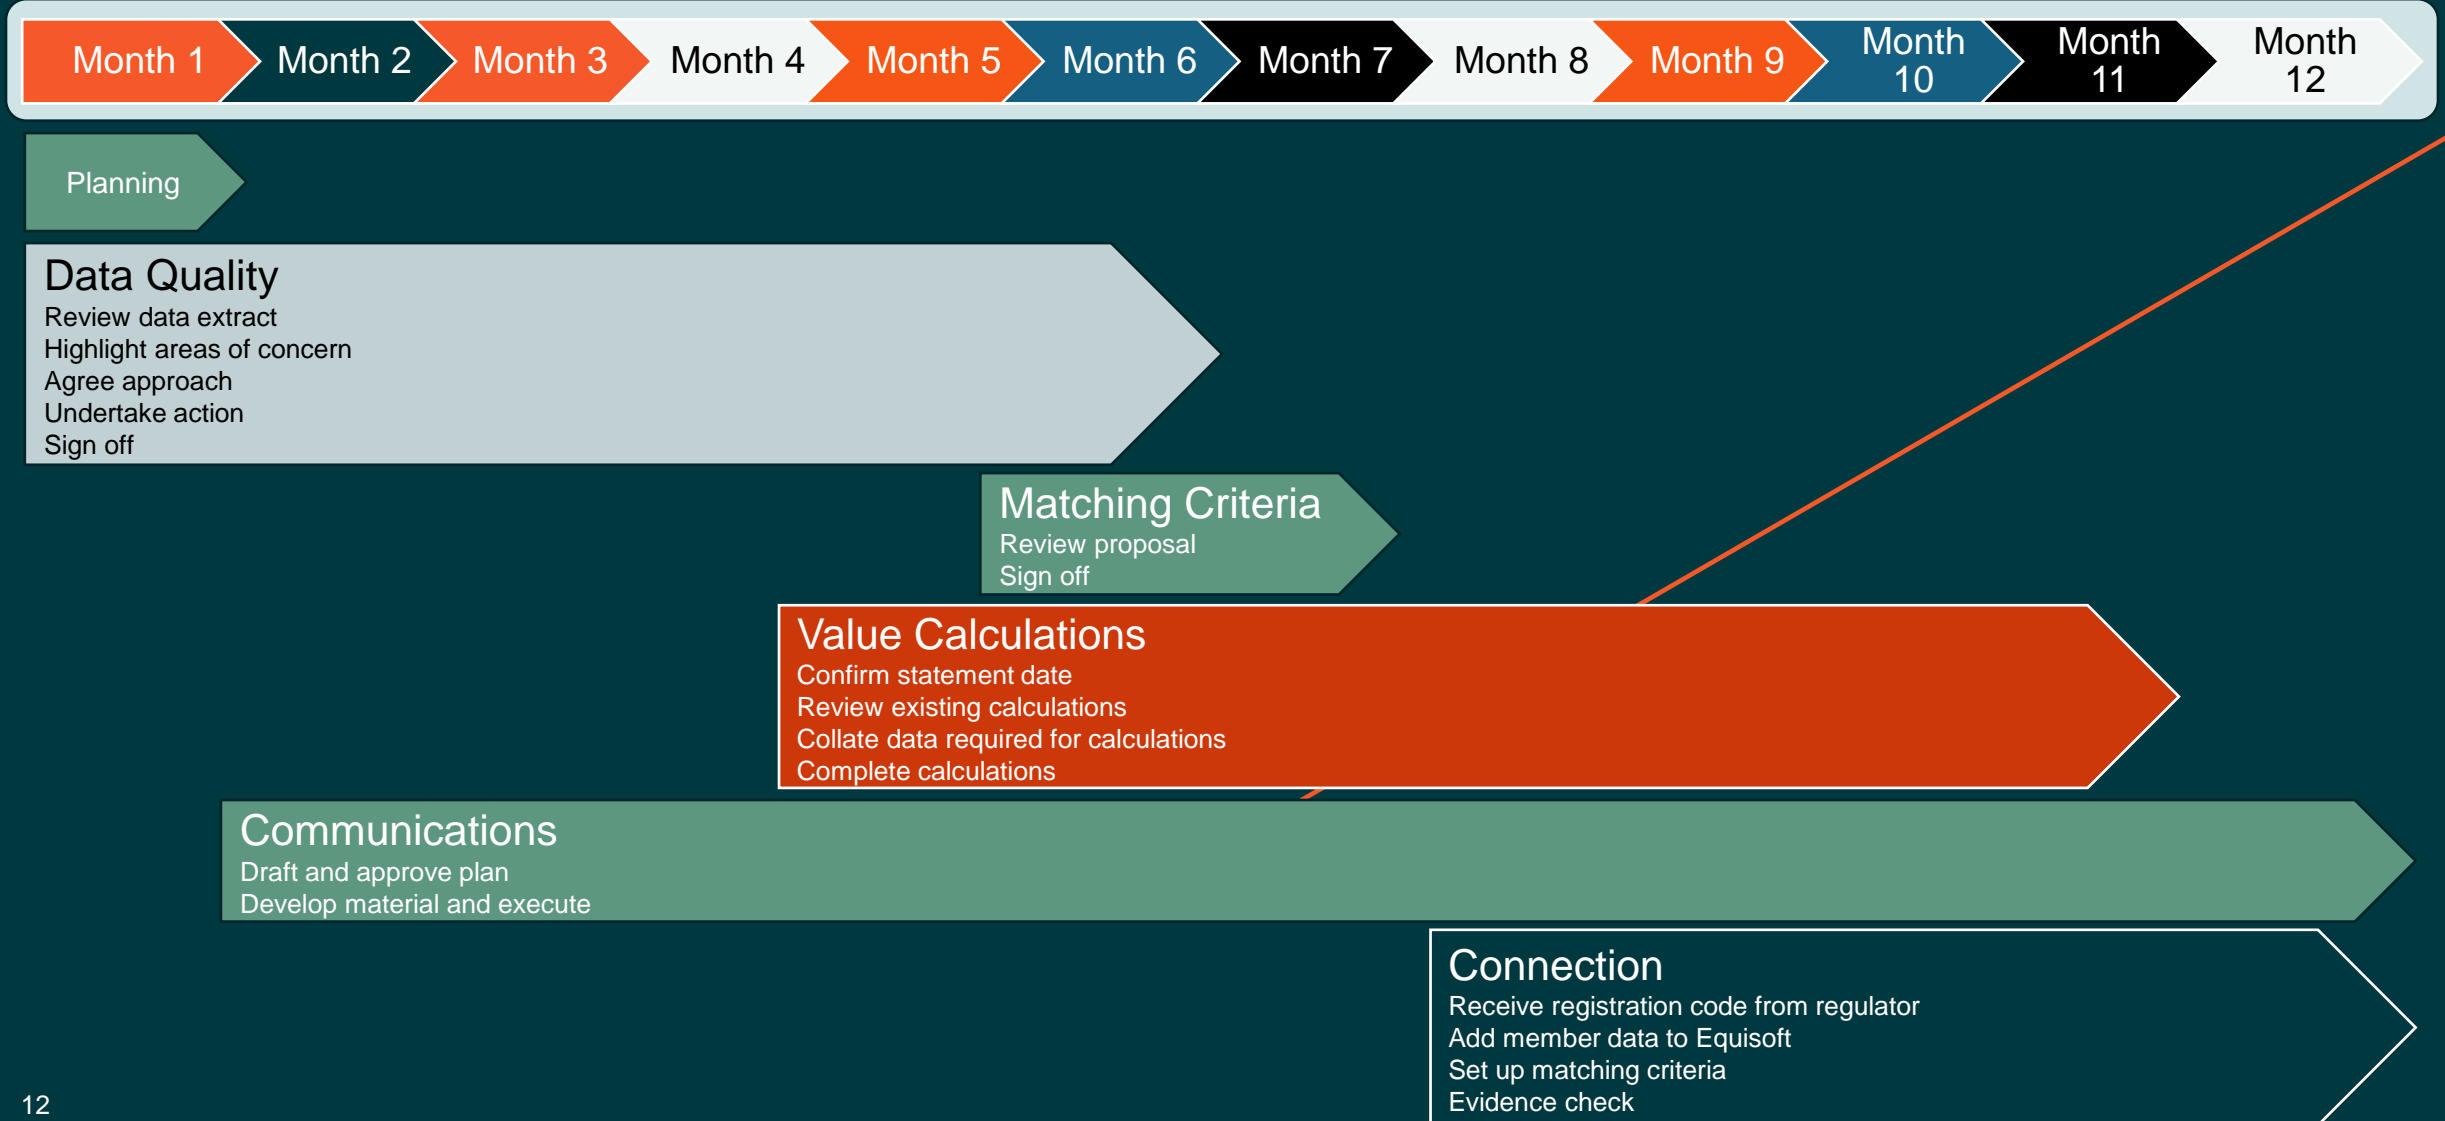 Month 1
Month 2
Month 3
Month 4
Month 5
Month 6
Month 7
Month 8
Month 9
Month
10
Month
11
Month
12
Planning
Data Quality
Review data extract
Highlight areas of concern
Agree approach
Undertake action
Sign off
Matching Criteria
Review proposal
Sign off
Value Calculations
Confirm statement date
Review existing calculations
Collate data required for calculations
Complete calculations
Communications
Draft and approve plan
Develop material and execute
Connection
Receive registration code from regulator
Add member data to Equisoft
Set up matching criteria
Evidence check
12